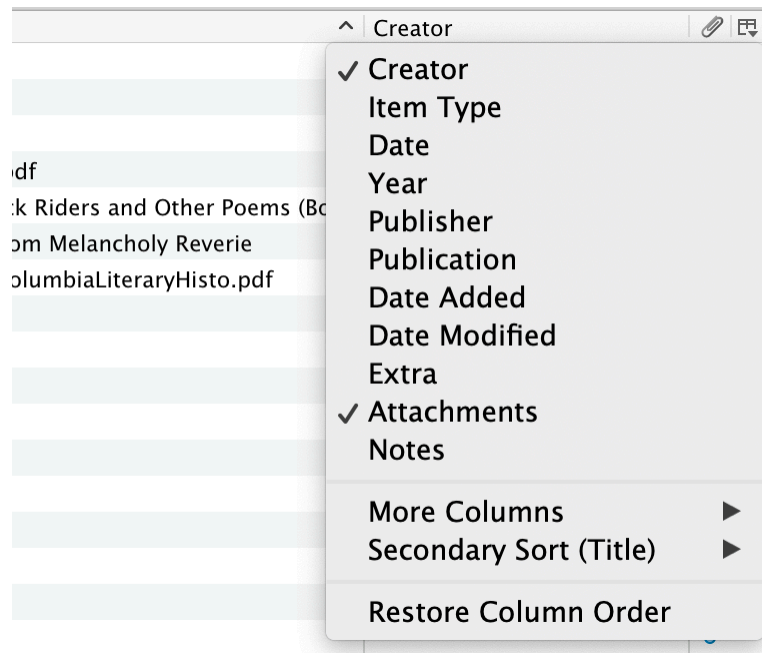 Creator
Creator
Item Type
Date
Year
Publisher
Publication
Date Added
Date Modified
Extra
Attachments
Notes
More Columns
Secondary Sort (Title)
Restore Column Order
df
k Riders and Other Poems (Bo
om Melancholy Reverie
olumbiaLiteraryHisto.pdf